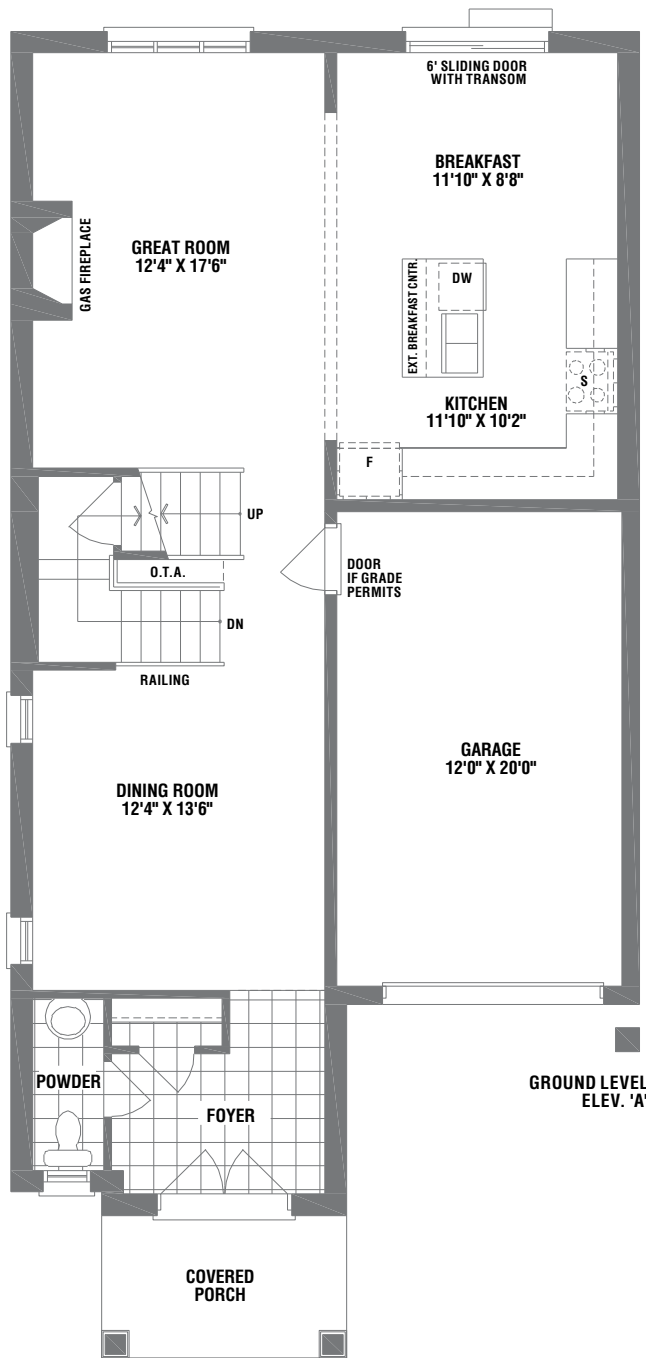 6' SLIDING DOOR
WITH TRANSOM
BREAKFAST
11'10" X 8'8"
GREAT ROOM
12'4" X 17'6"
GAS FIREPLACE
EXT. BREAKFAST CNTR.
DW
S
KITCHEN
11'10" X 10'2"
F
UP
O.T.A.
DOOR
IF GRADE
PERMITS
DN
RAILING
GARAGE
12'0" X 20'0"
DINING ROOM
12'4" X 13'6"
POWDER
FOYER
GROUND LEVEL
ELEV. 'A'
COVERED
PORCH